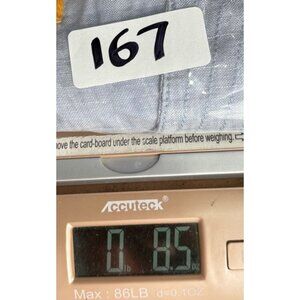 167
ove the card-board under the scale platform before weighing.
Accuteck
0 lb 8.5
Max : 86LB d=0.1OZ